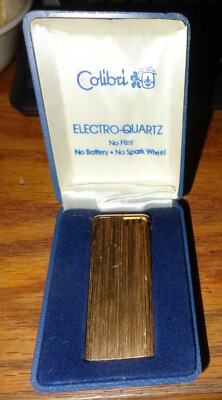 Colibri
ELECTRO-QUARTZ
No Flint
No Battery • No Spark Wheel